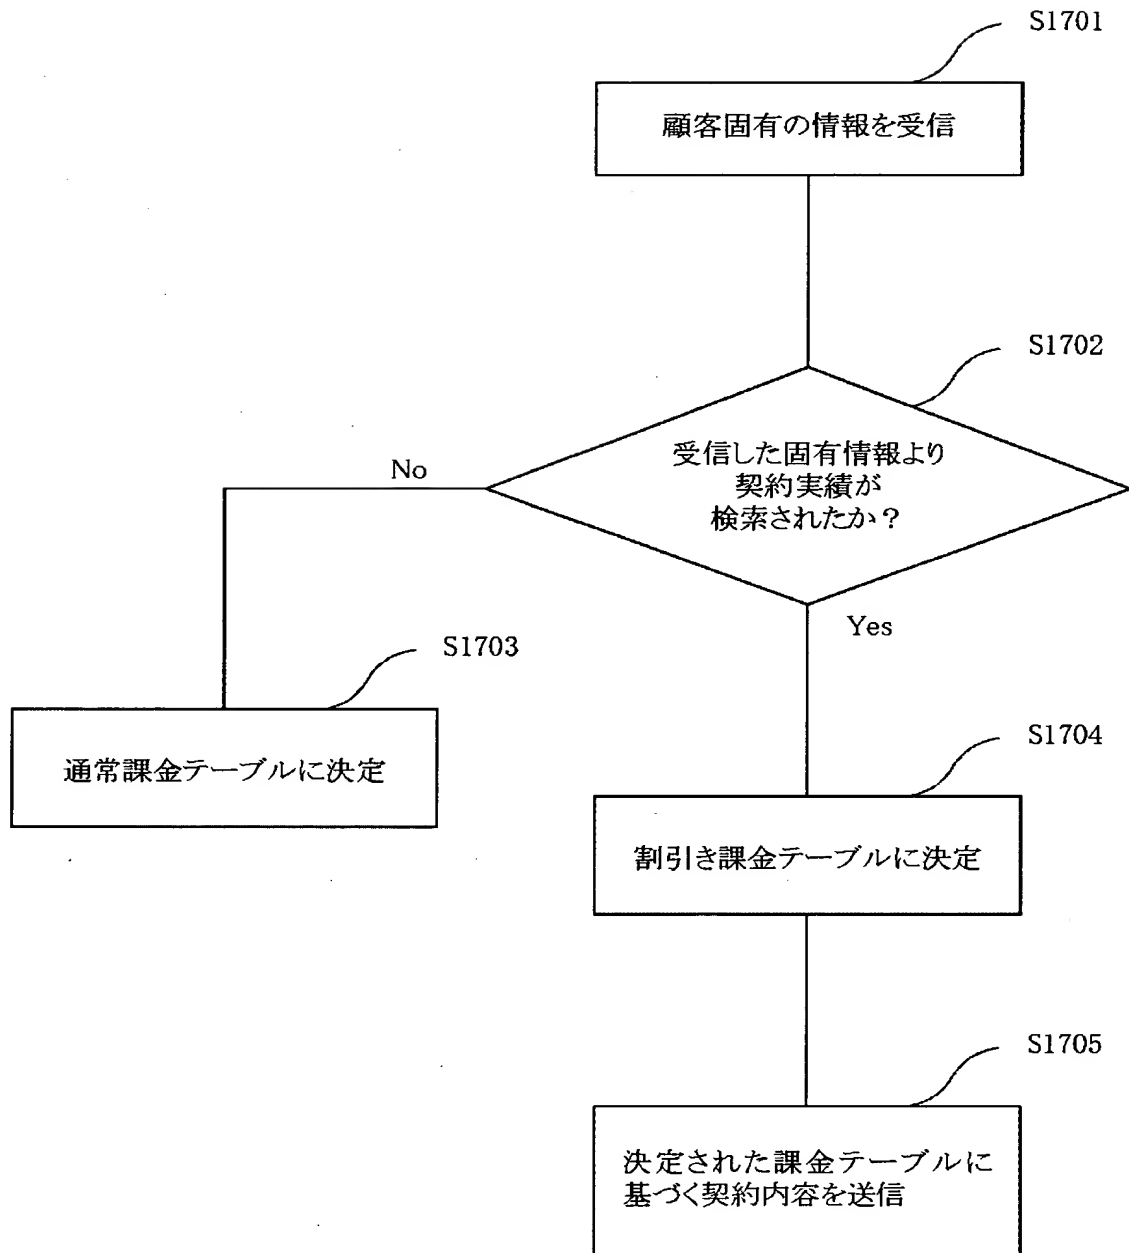 S1701
顧客固有の情報を受信
S1702
受信した固有情報より
契約実績が
検索されたか？
No
Yes
S1703
通常課金テーブルに決定
S1704
割引き課金テーブルに決定
S1705
決定された課金テーブルに
基づく契約内容を送信